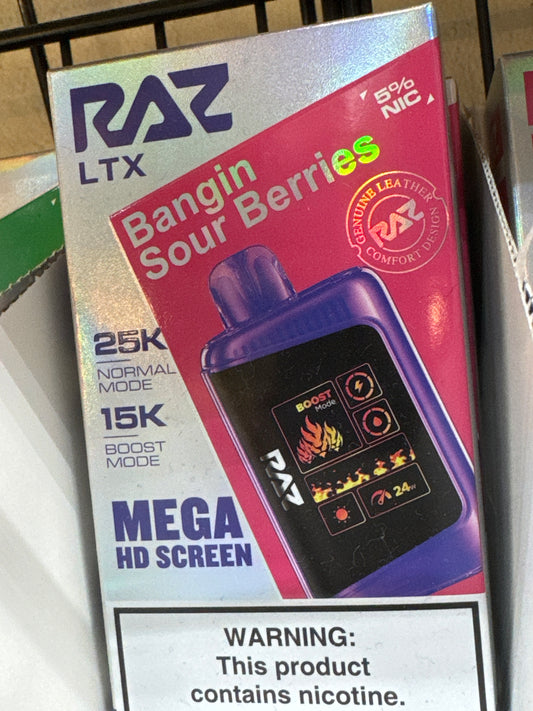 RAZ
LTX
5%
NIC
Bangin
Sour Berries
GENUINE LEATHER
RAZ
COMFORT DESIGN
25K
NORMAL
MODE
15K
BOOST
MODE
BOOST
Mode
RAZ
24W
MEGA
HD SCREEN
WARNING:
This product
contains nicotine.